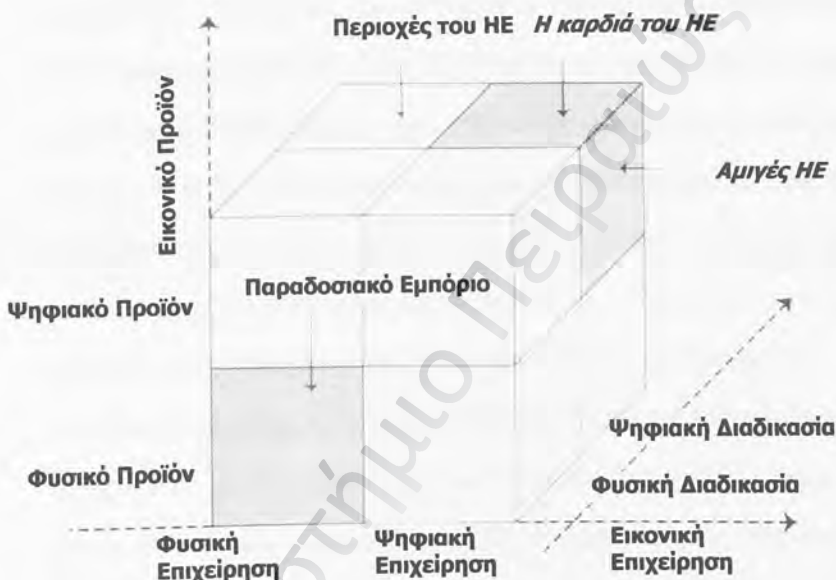 Περιοχές του ΗΕ Η καρδιά του ΗΕ
Εικονικό Προϊόν
Αμιγές ΗΕ
Παραδοσιακό Εμπόριο
Ψηφιακό Προϊόν
Ψηφιακή Διαδικασία
Φυσικό Προϊόν
Φυσική Διαδικασία
Φυσική
Επιχείρηση
Ψηφιακή
Επιχείρηση
Εικονική
Επιχείρηση
Πειραιώς